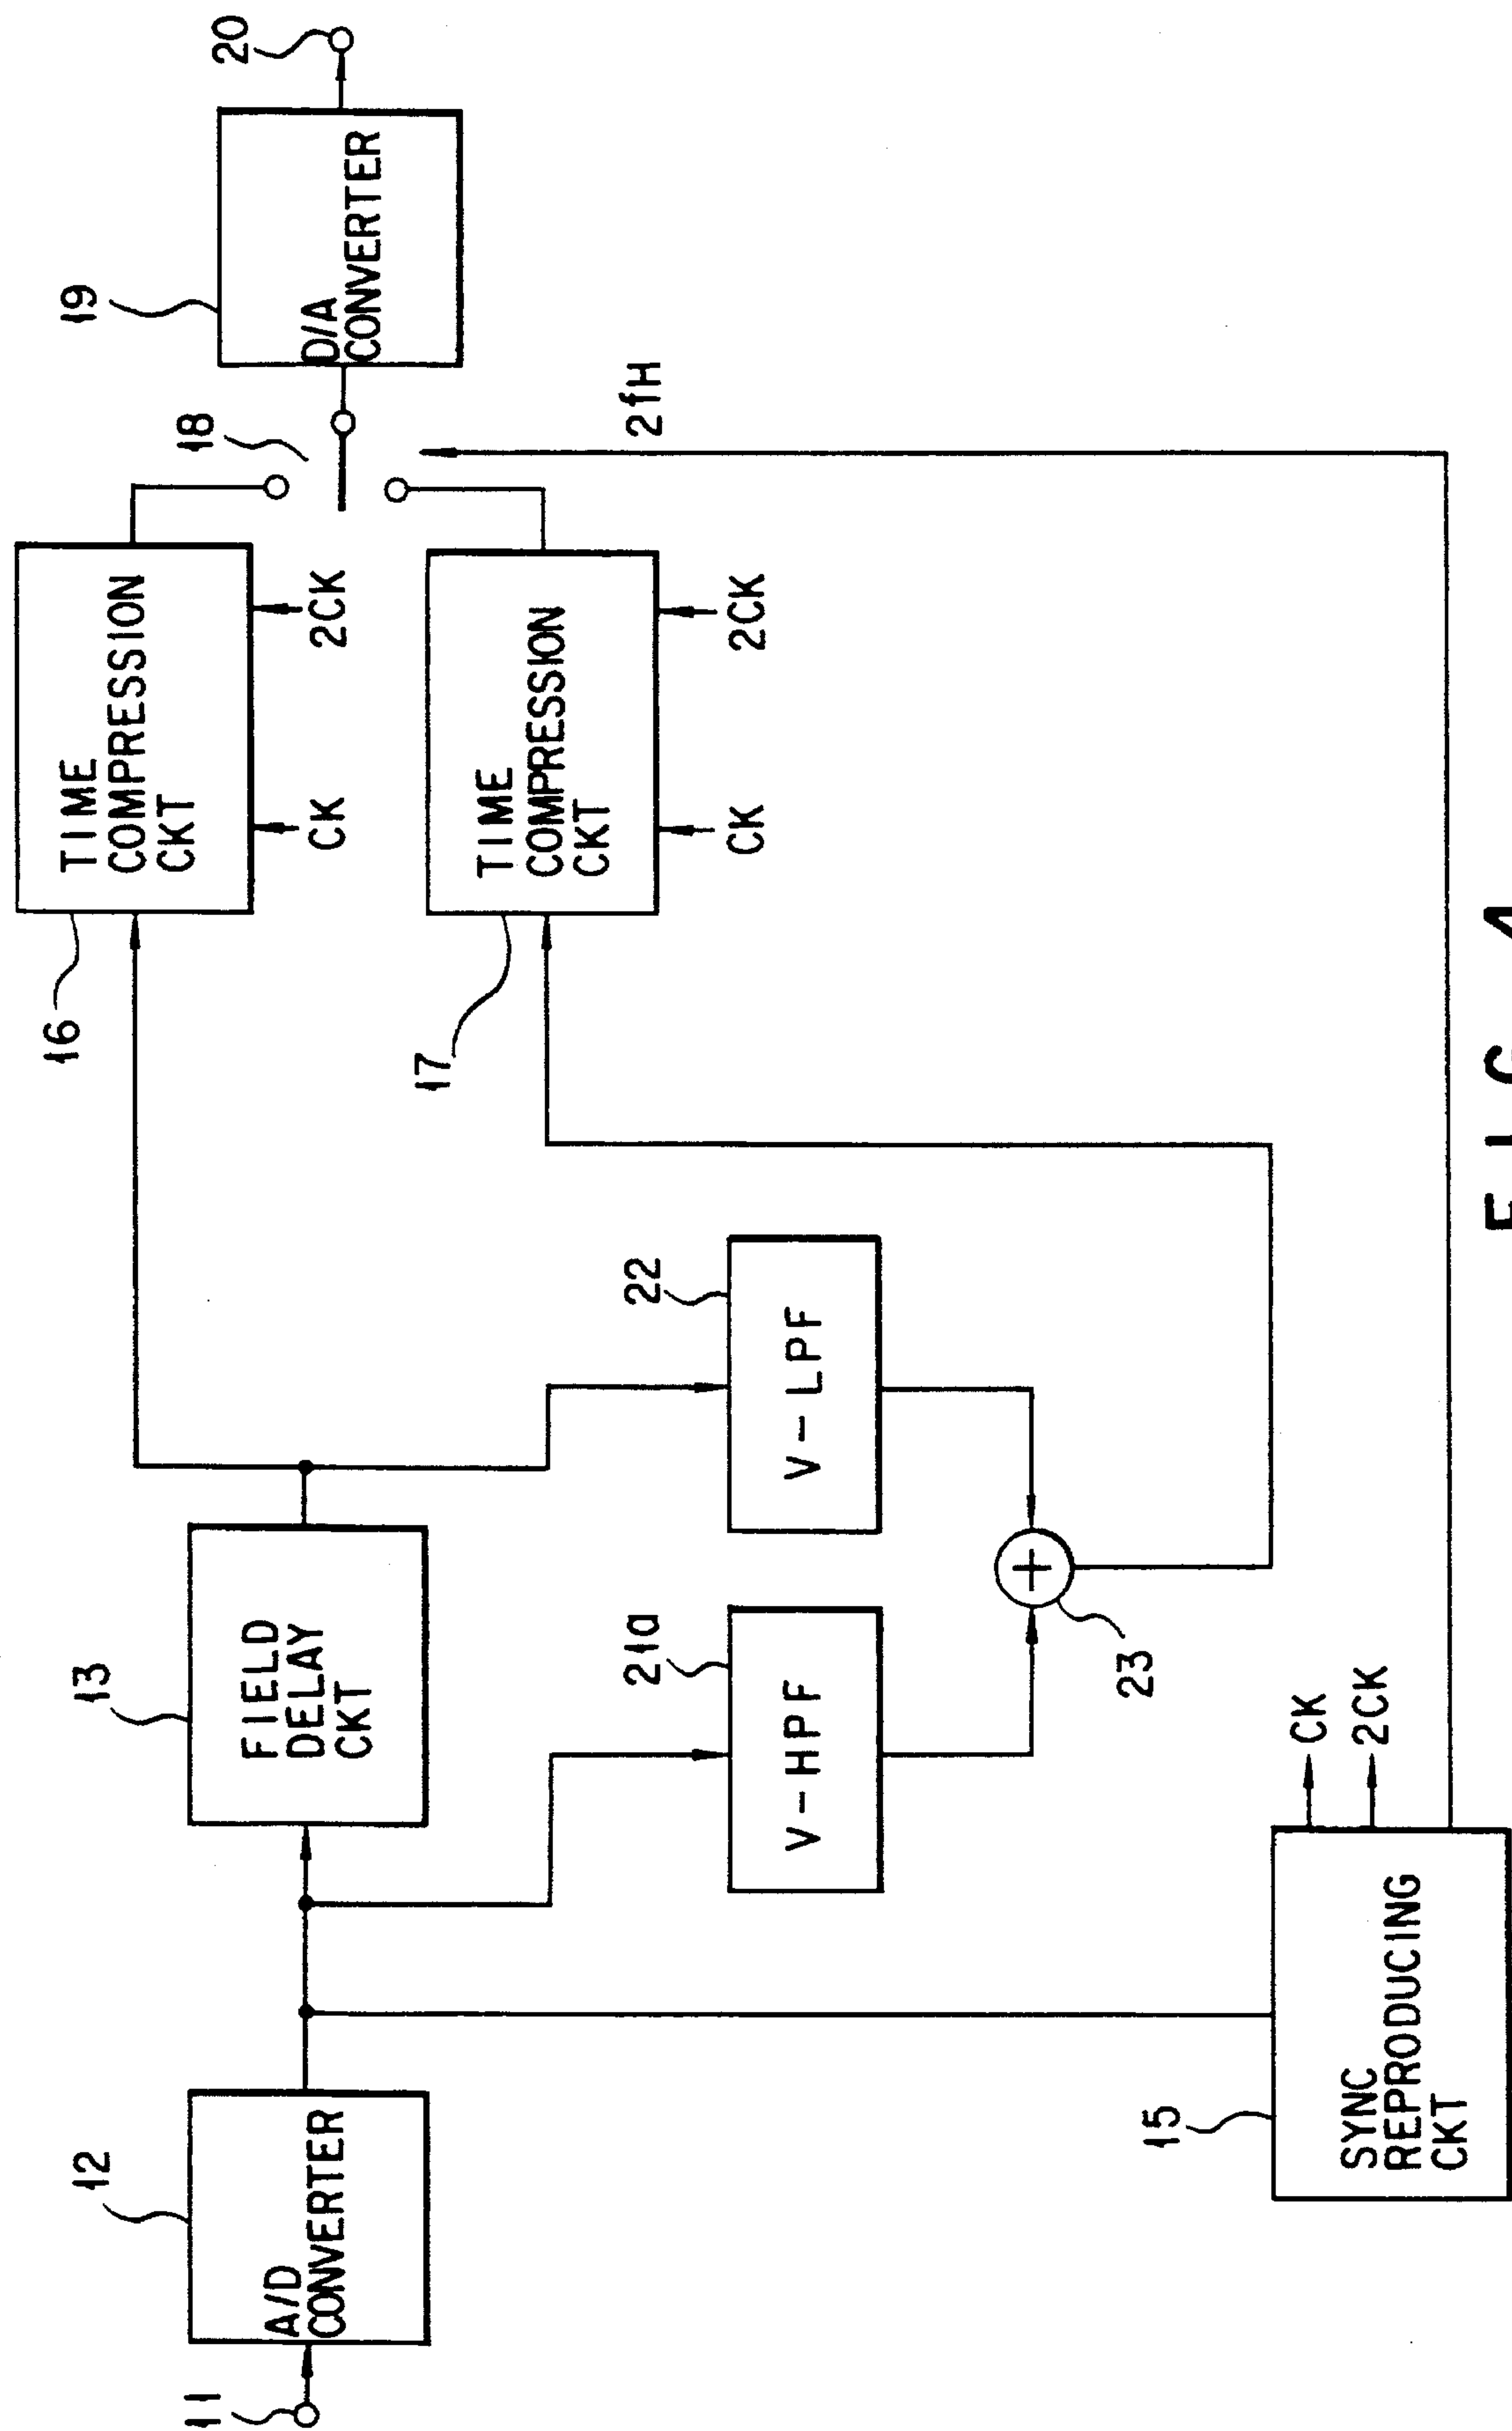 11
12
A/D
CONVERTER
13
FIELD
DELAY
CKT
16
TIME
COMPRESSION
CKT
CK
2CK
18
19
D/A
CONVERTER
20
17
TIME
COMPRESSION
CKT
CK
2CK
2fH
21a
V-HPF
22
V-LPF
23
15
SYNC
REPRODUCING
CKT
CK
2CK